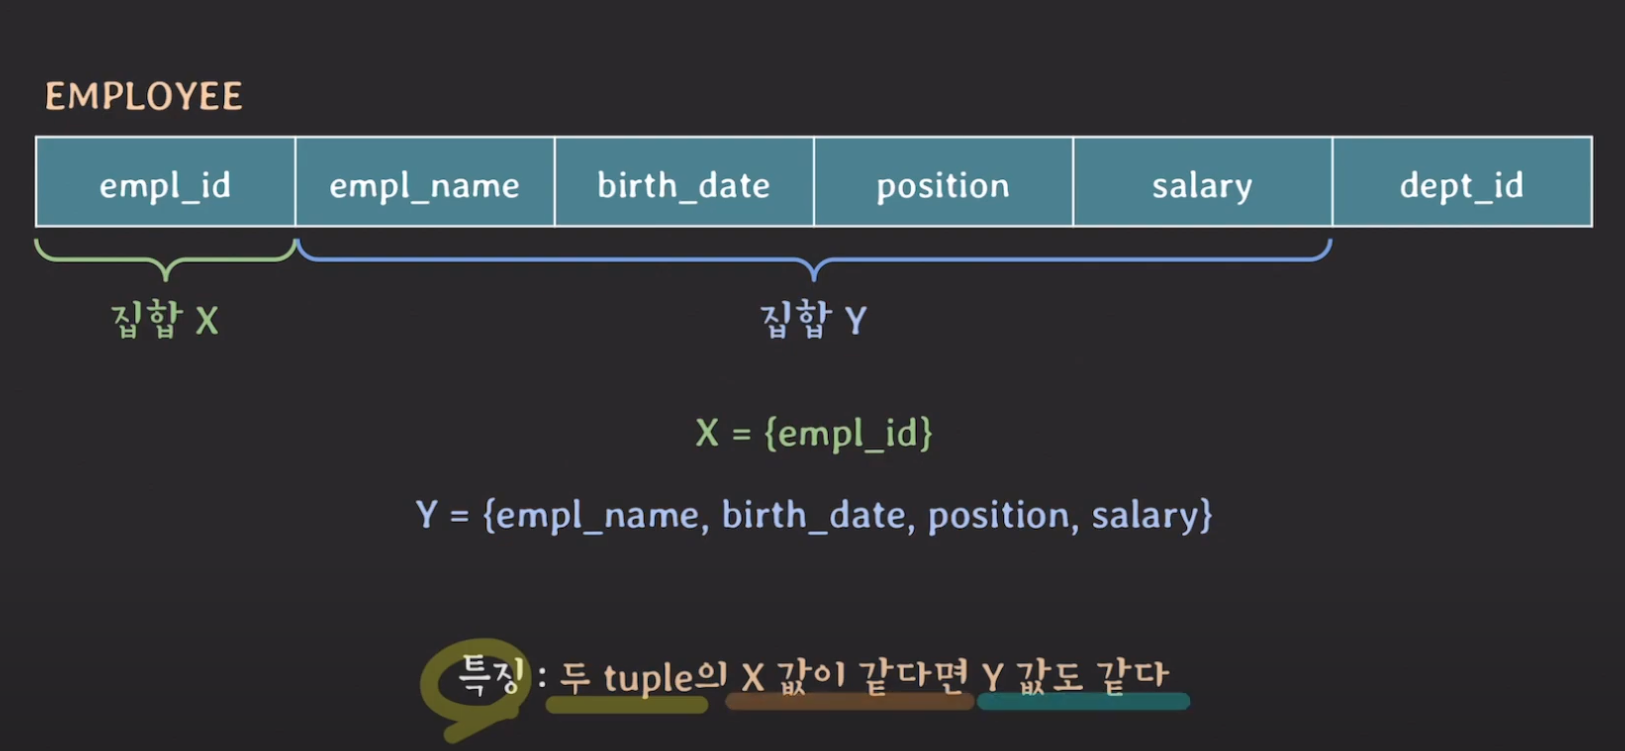 EMPLOYEE
empl_id empl_name birth_date position salary dept_id
집합 X 집합 Y
X = {empl_id}
Y = {empl_name, birth_date, position, salary}
특징 : 두 tuple의 X 값이 같다면 Y 값도 같다